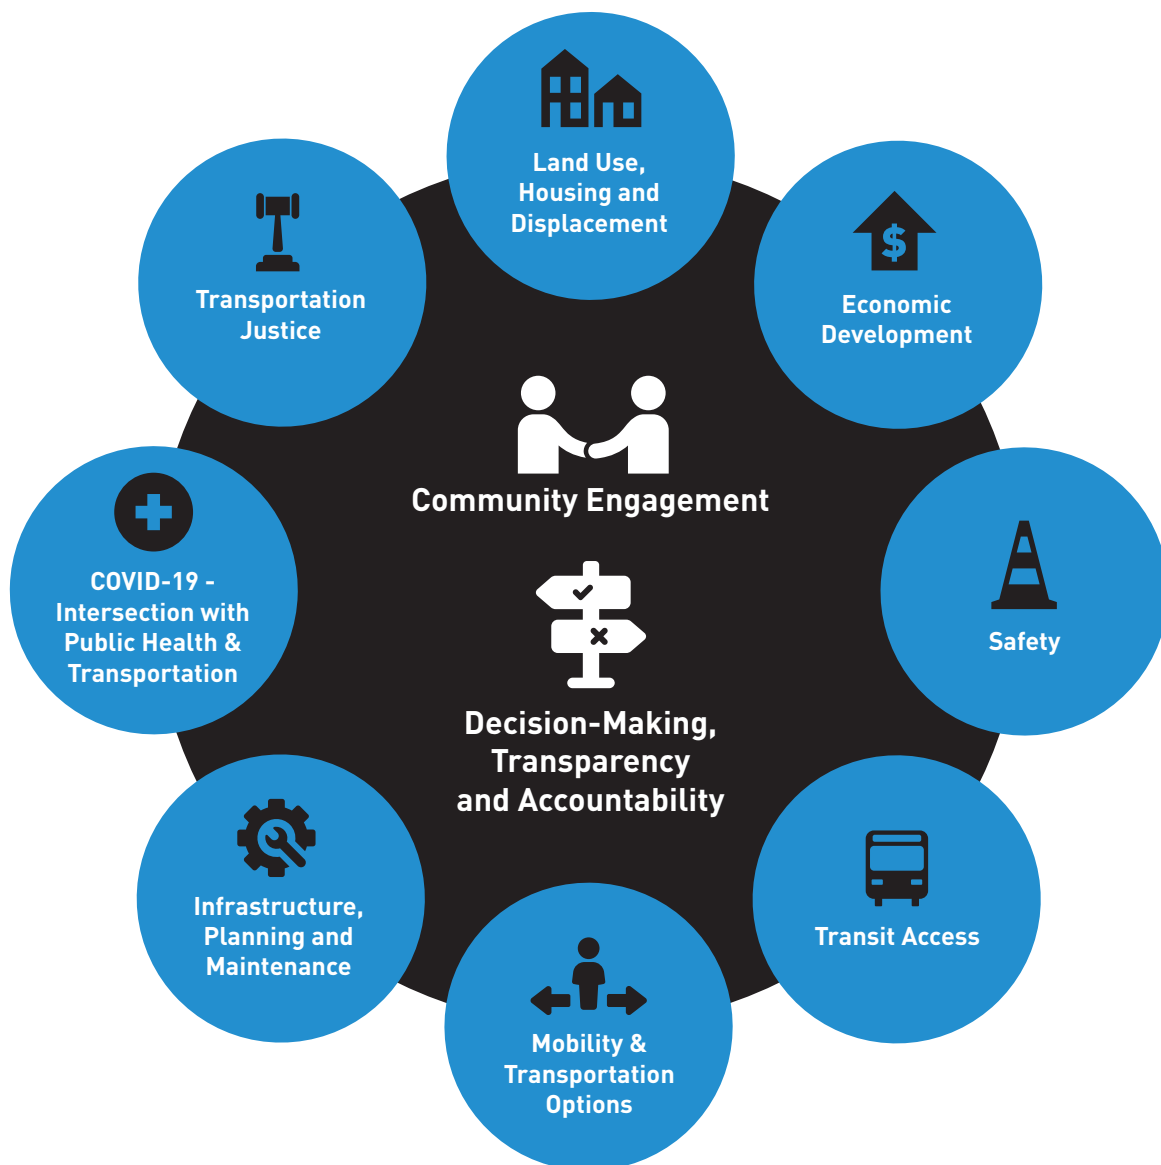 Land Use,
Housing and
Displacement
$
Economic
Development
Safety
Transit Access
Mobility &
Transportation
Options
Infrastructure,
Planning and
Maintenance
COVID-19 -
Intersection with
Public Health &
Transportation
Transportation
Justice
Community Engagement
Decision-Making,
Transparency
and Accountability